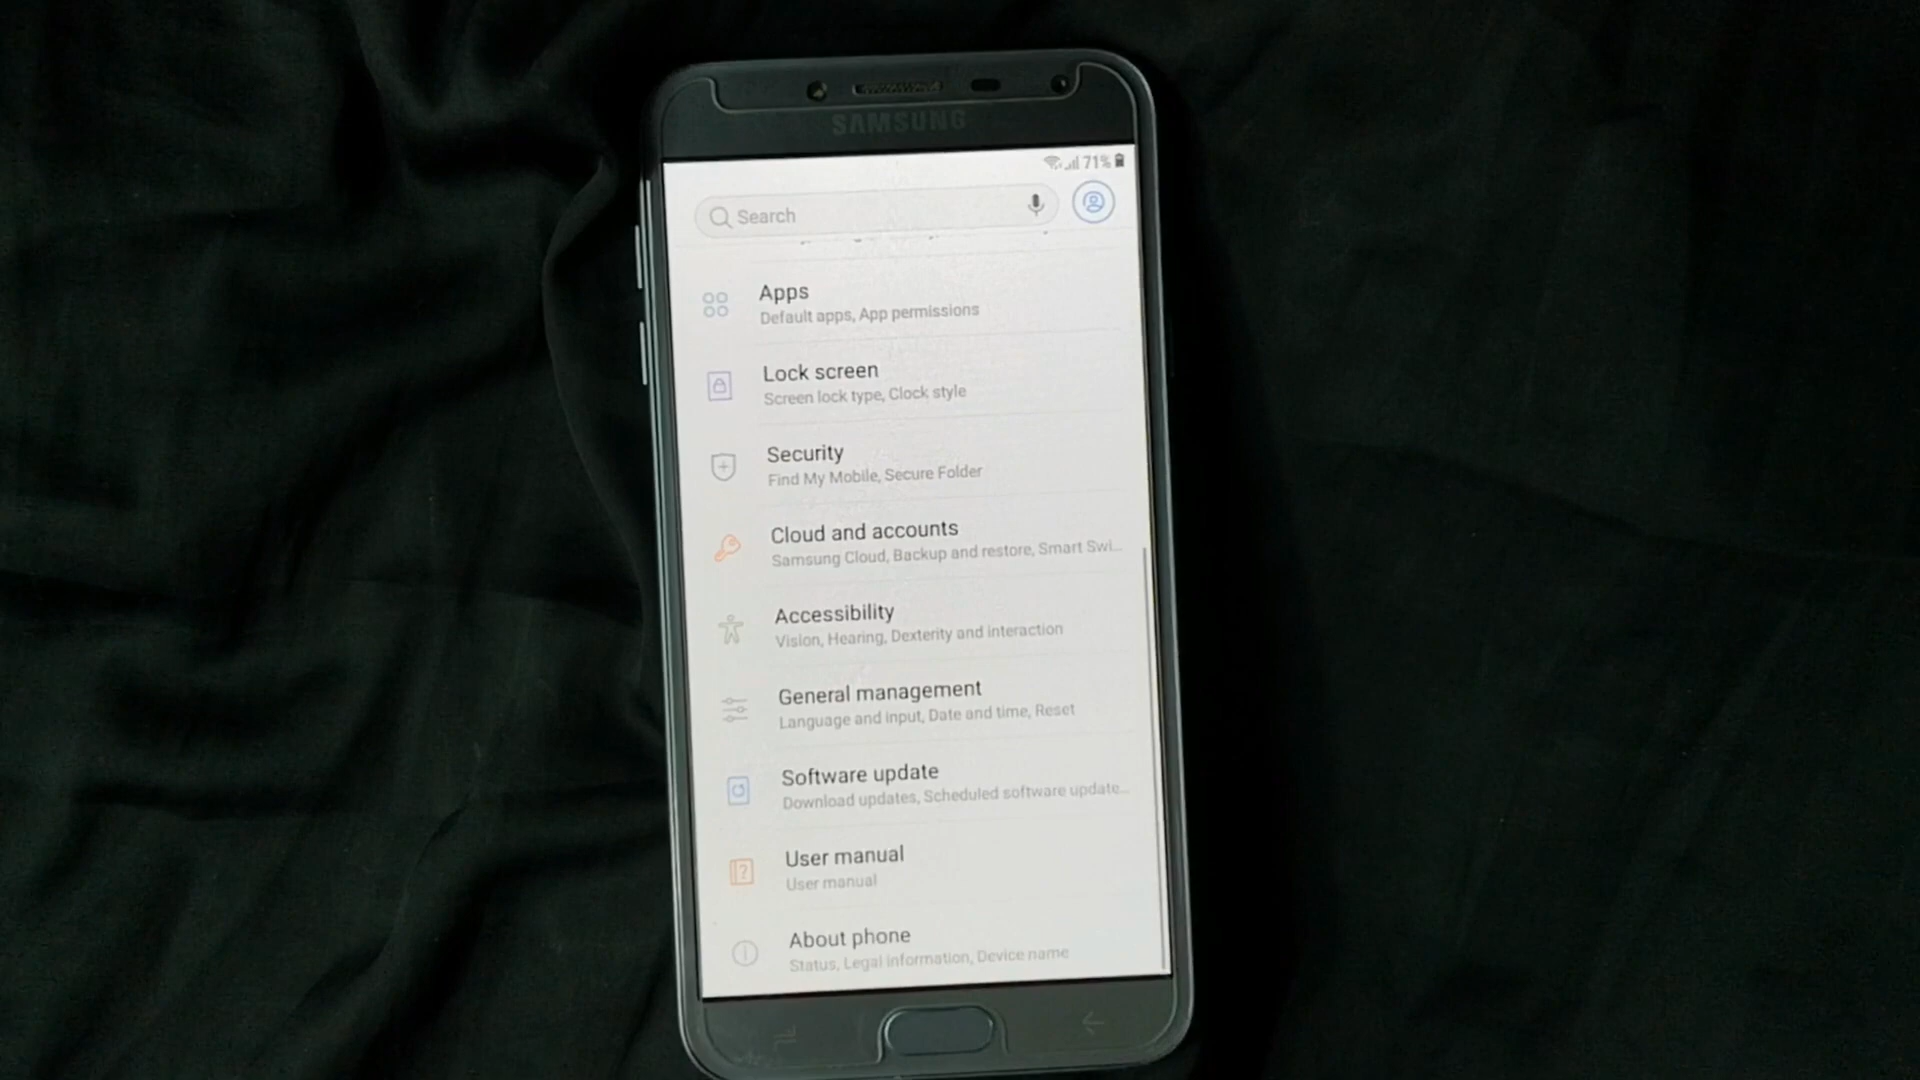 SAMSUNG
71%
Search
Apps
Default apps, App permissions
Lock screen
Screen lock type, Clock style
Security
Find My Mobile, Secure Folder
Cloud and accounts
Samsung Cloud, Backup and restore, Smart Swi...
Accessibility
Vision, Hearing, Dexterity and interaction
General management
Language and input, Date and time, Reset
Software update
Download updates, Scheduled software update...
User manual
User manual
About phone
Status, Legal information, Device name